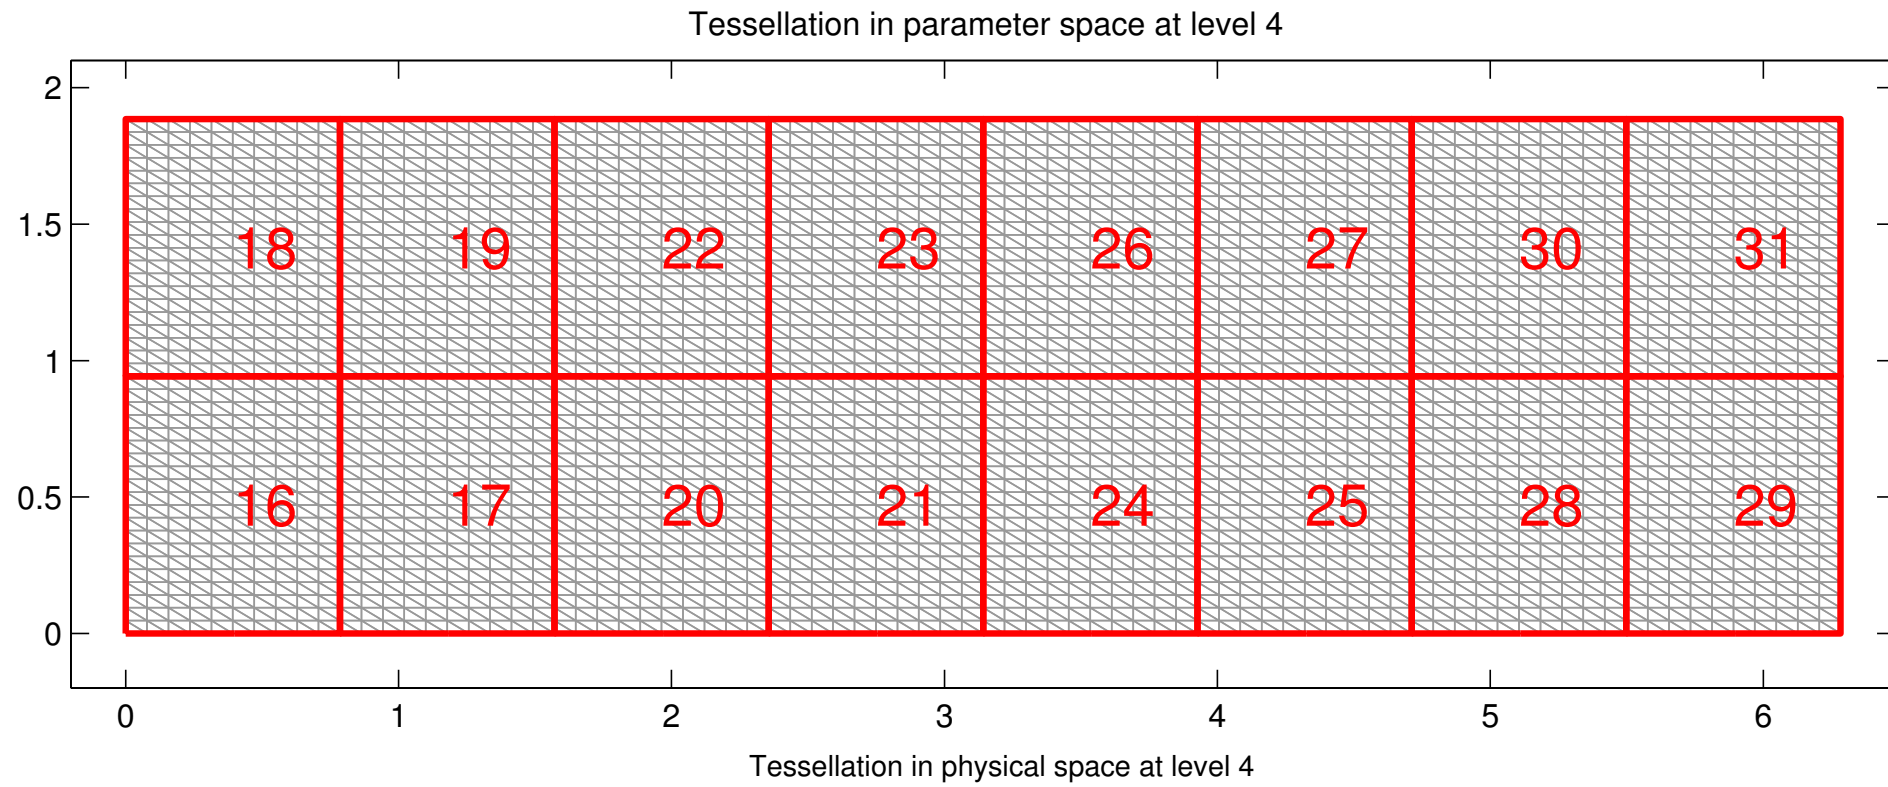 Tessellation in parameter space at level 4
2
1.5
18 19 22 23 26 27 30 31
1
0.5
16 17 20 21 24 25 28 29
0
0 1 2 3 4 5 6
Tessellation in physical space at level 4